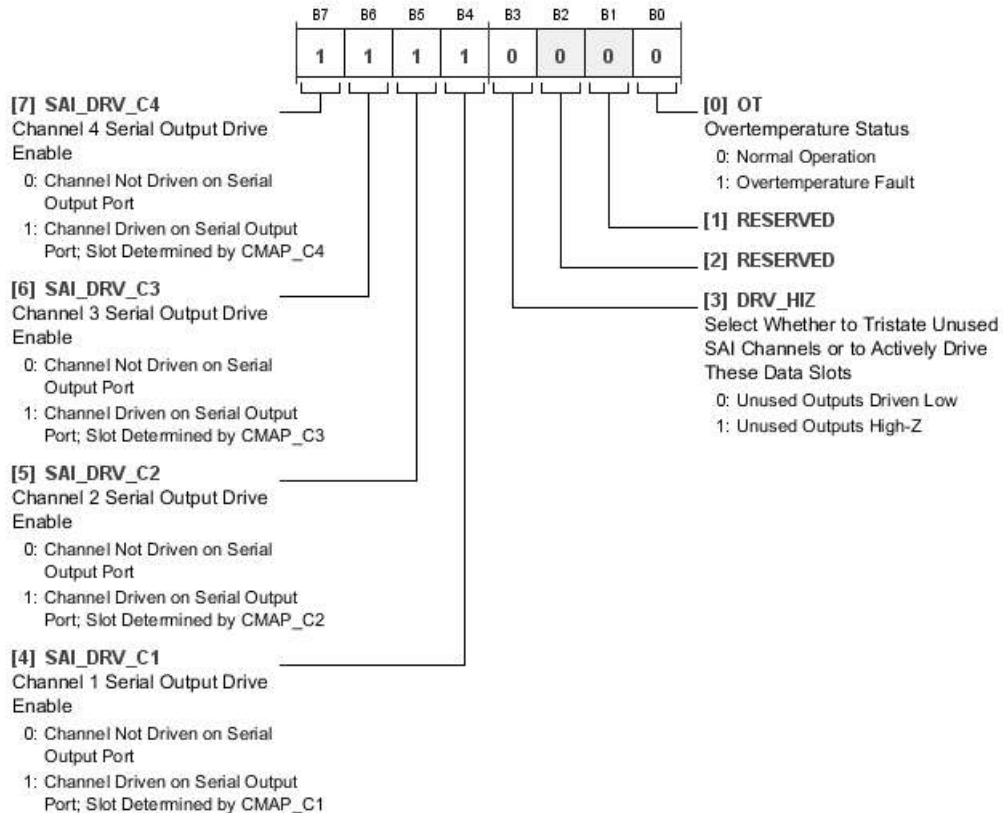 B7 B6 B5 B4 B3 B2 B1 B0
1 1 1 1 0 0 0 0
[7] SAI_DRV_C4
Channel 4 Serial Output Drive
Enable
0: Channel Not Driven on Serial
Output Port
1: Channel Driven on Serial Output
Port; Slot Determined by CMAP_C4
[6] SAI_DRV_C3
Channel 3 Serial Output Drive
Enable
0: Channel Not Driven on Serial
Output Port
1: Channel Driven on Serial Output
Port; Slot Determined by CMAP_C3
[5] SAI_DRV_C2
Channel 2 Serial Output Drive
Enable
0: Channel Not Driven on Serial
Output Port
1: Channel Driven on Serial Output
Port; Slot Determined by CMAP_C2
[4] SAI_DRV_C1
Channel 1 Serial Output Drive
Enable
0: Channel Not Driven on Serial
Output Port
1: Channel Driven on Serial Output
Port; Slot Determined by CMAP_C1
[0] OT
Overtemperature Status
0: Normal Operation
1: Overtemperature Fault
[1] RESERVED
[2] RESERVED
[3] DRV_HIZ
Select Whether to Tristate Unused
SAI Channels or to Actively Drive
These Data Slots
0: Unused Outputs Driven Low
1: Unused Outputs High-Z